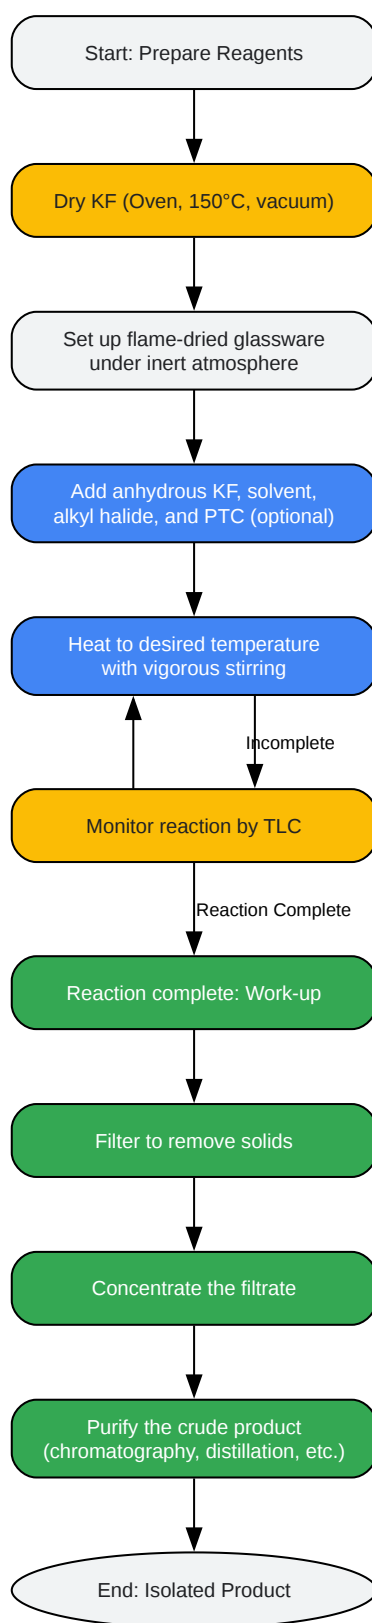 Start: Prepare Reagents
Dry KF (Oven, 150°C, vacuum)
Set up flame-dried glassware
under inert atmosphere
Add anhydrous KF, solvent,
alkyl halide, and PTC (optional)
Heat to desired temperature
with vigorous stirring
Incomplete
Monitor reaction by TLC
Reaction Complete
Reaction complete: Work-up
Filter to remove solids
Concentrate the filtrate
Purify the crude product
(chromatography, distillation, etc.)
End: Isolated Product